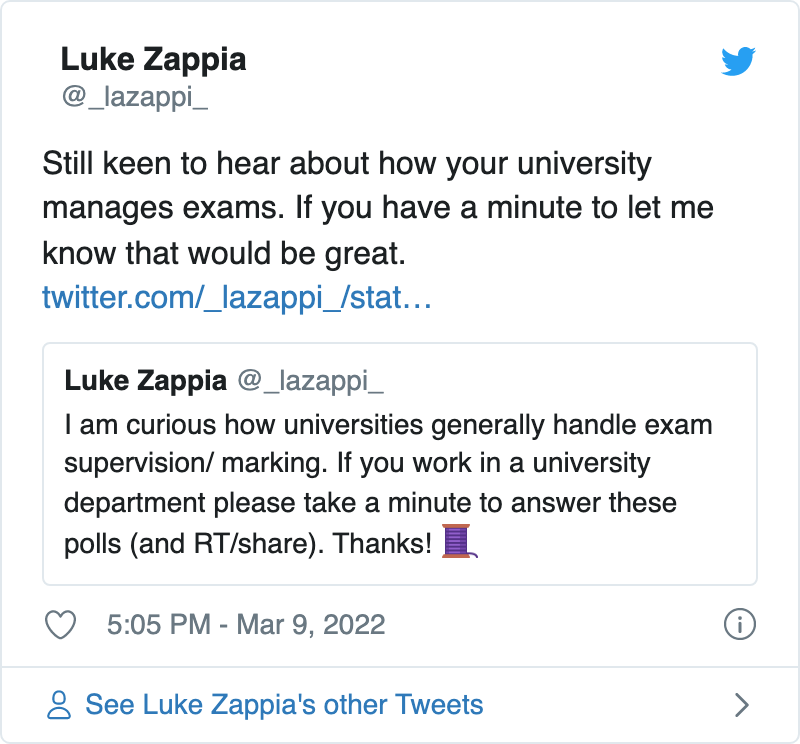 Luke Zappia
@_lazappi_
Still keen to hear about how your university
manages exams. If you have a minute to let me
know that would be great.
twitter.com/_lazappi_/stat…
Luke Zappia @_lazappi_
I am curious how universities generally handle exam
supervision/ marking. If you work in a university
department please take a minute to answer these
polls (and RT/share). Thanks! 🧵
5:05 PM - Mar 9, 2022
See Luke Zappia's other Tweets